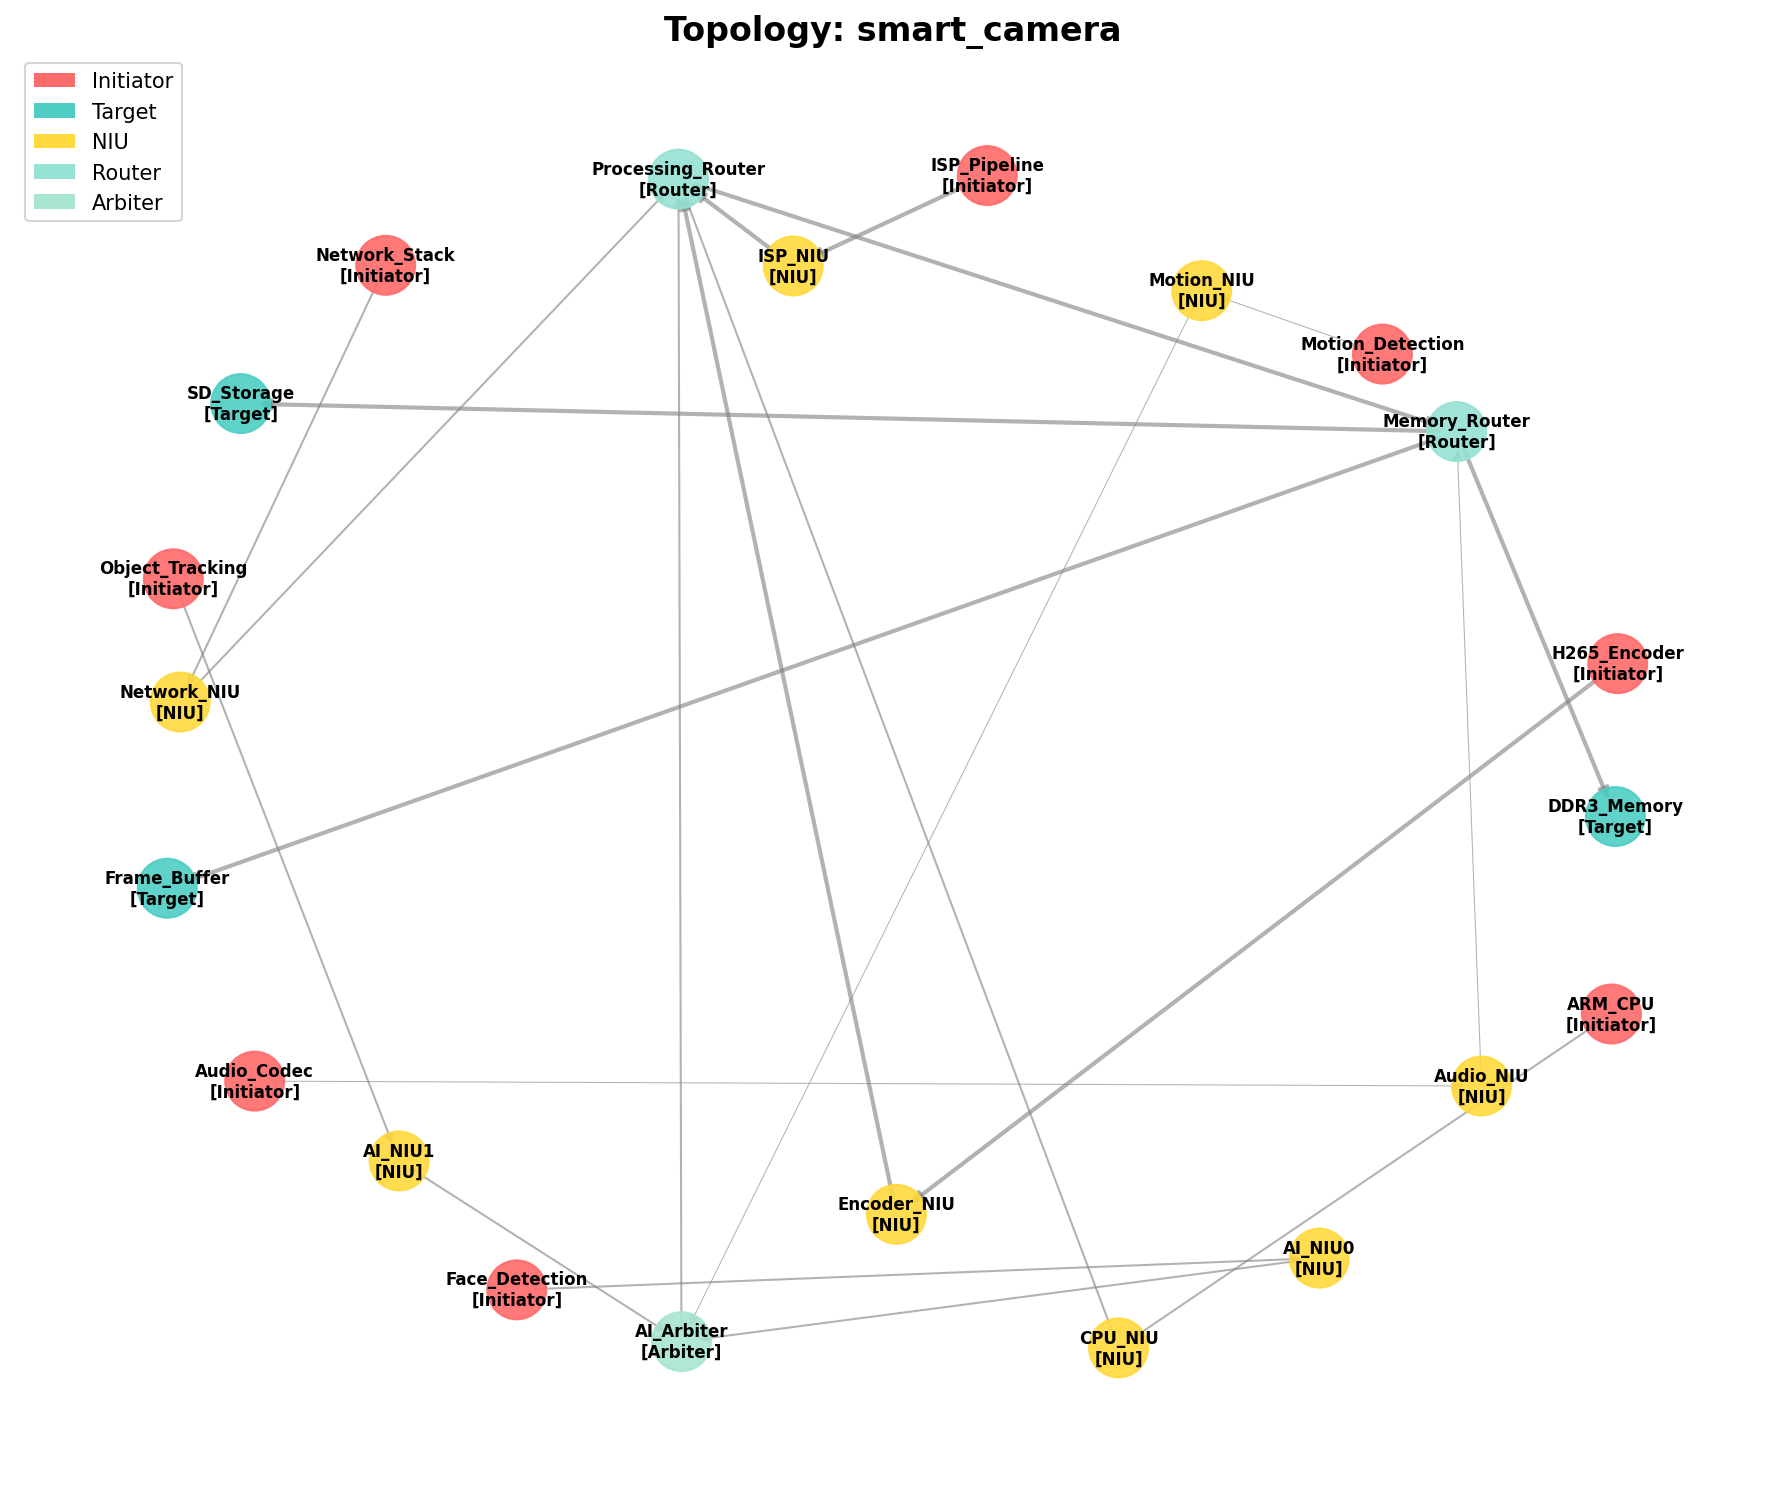 Topology: smart_camera
Initiator
Target
NIU
Router
Arbiter
Processing_Router
[Router]
ISP_Pipeline
[Initiator]
Network_Stack
[Initiator]
ISP_NIU
[NIU]
Motion_NIU
[NIU]
Motion_Detection
[Initiator]
SD_Storage
[Target]
Memory_Router
[Router]
Object_Tracking
[Initiator]
H265_Encoder
[Initiator]
Network_NIU
[NIU]
DDR3_Memory
[Target]
Frame_Buffer
[Target]
ARM_CPU
[Initiator]
Audio_Codec
[Initiator]
Audio_NIU
[NIU]
AI_NIU1
[NIU]
Encoder_NIU
[NIU]
AI_NIU0
[NIU]
Face_Detection
[Initiator]
AI_Arbiter
[Arbiter]
CPU_NIU
[NIU]